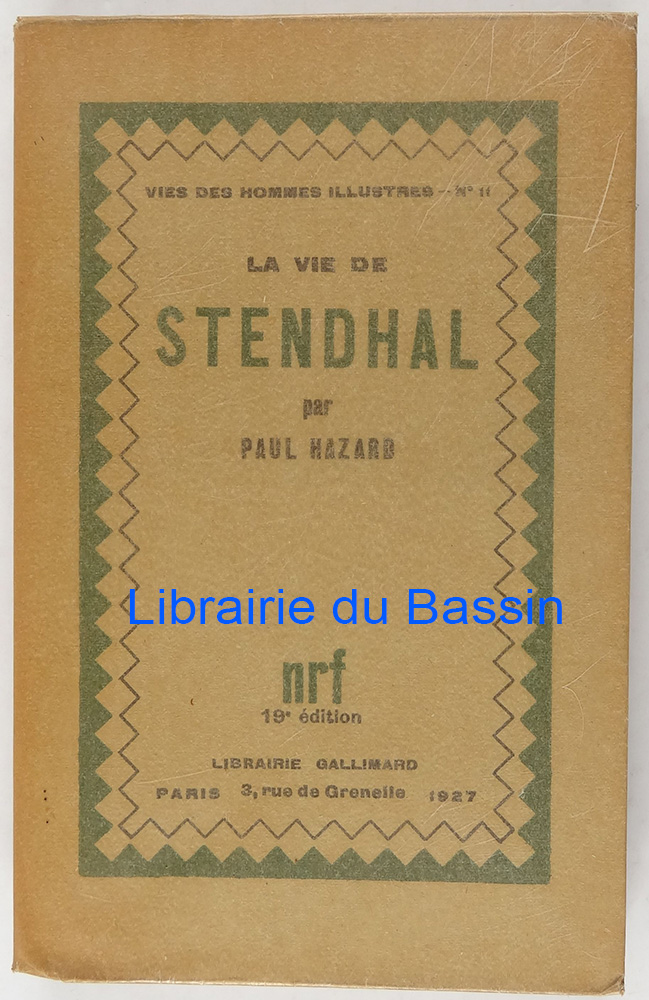 VIES DES HOMMES ILLUSTRES - N° 11
LA VIE DE
STENDHAL
par
PAUL HAZARD
Librairie du Bassin
nrf
19e édition
LIBRAIRIE GALLIMARD
PARIS 3, rue de Grenelle 1927